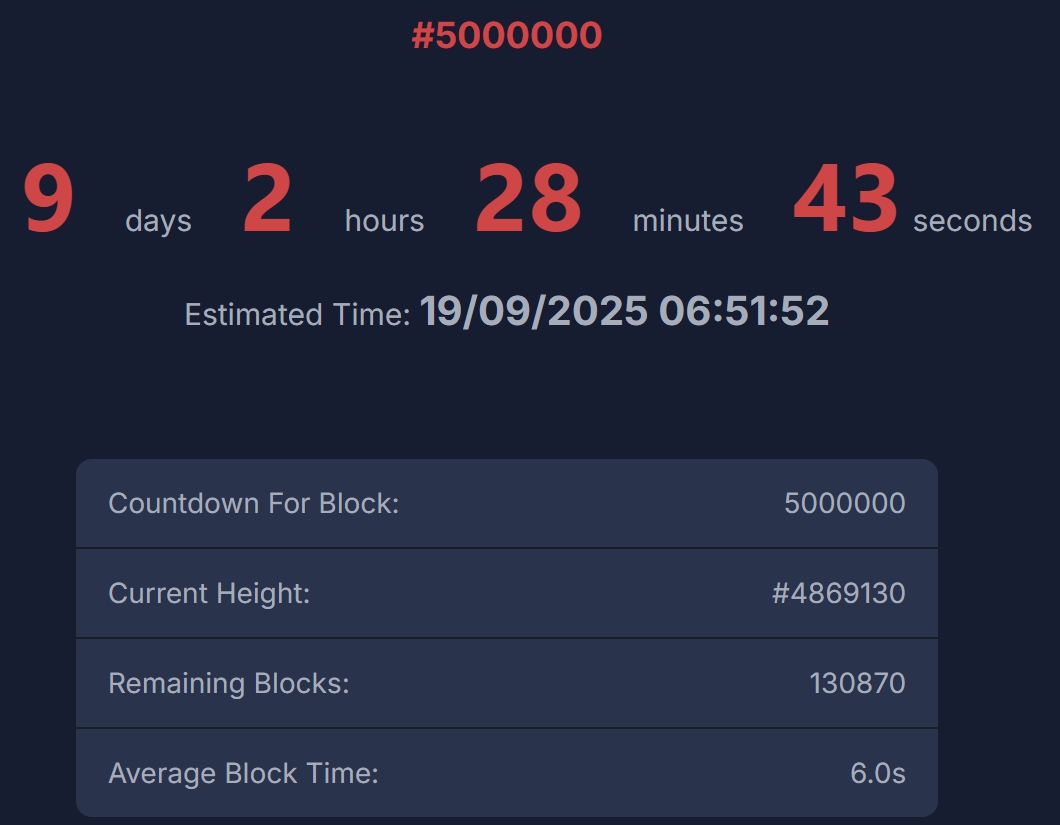 #5000000
9 days 2 hours 28 minutes 43 seconds
Estimated Time: 19/09/2025 06:51:52
Countdown For Block: 5000000
Current Height: #4869130
Remaining Blocks: 130870
Average Block Time: 6.0s